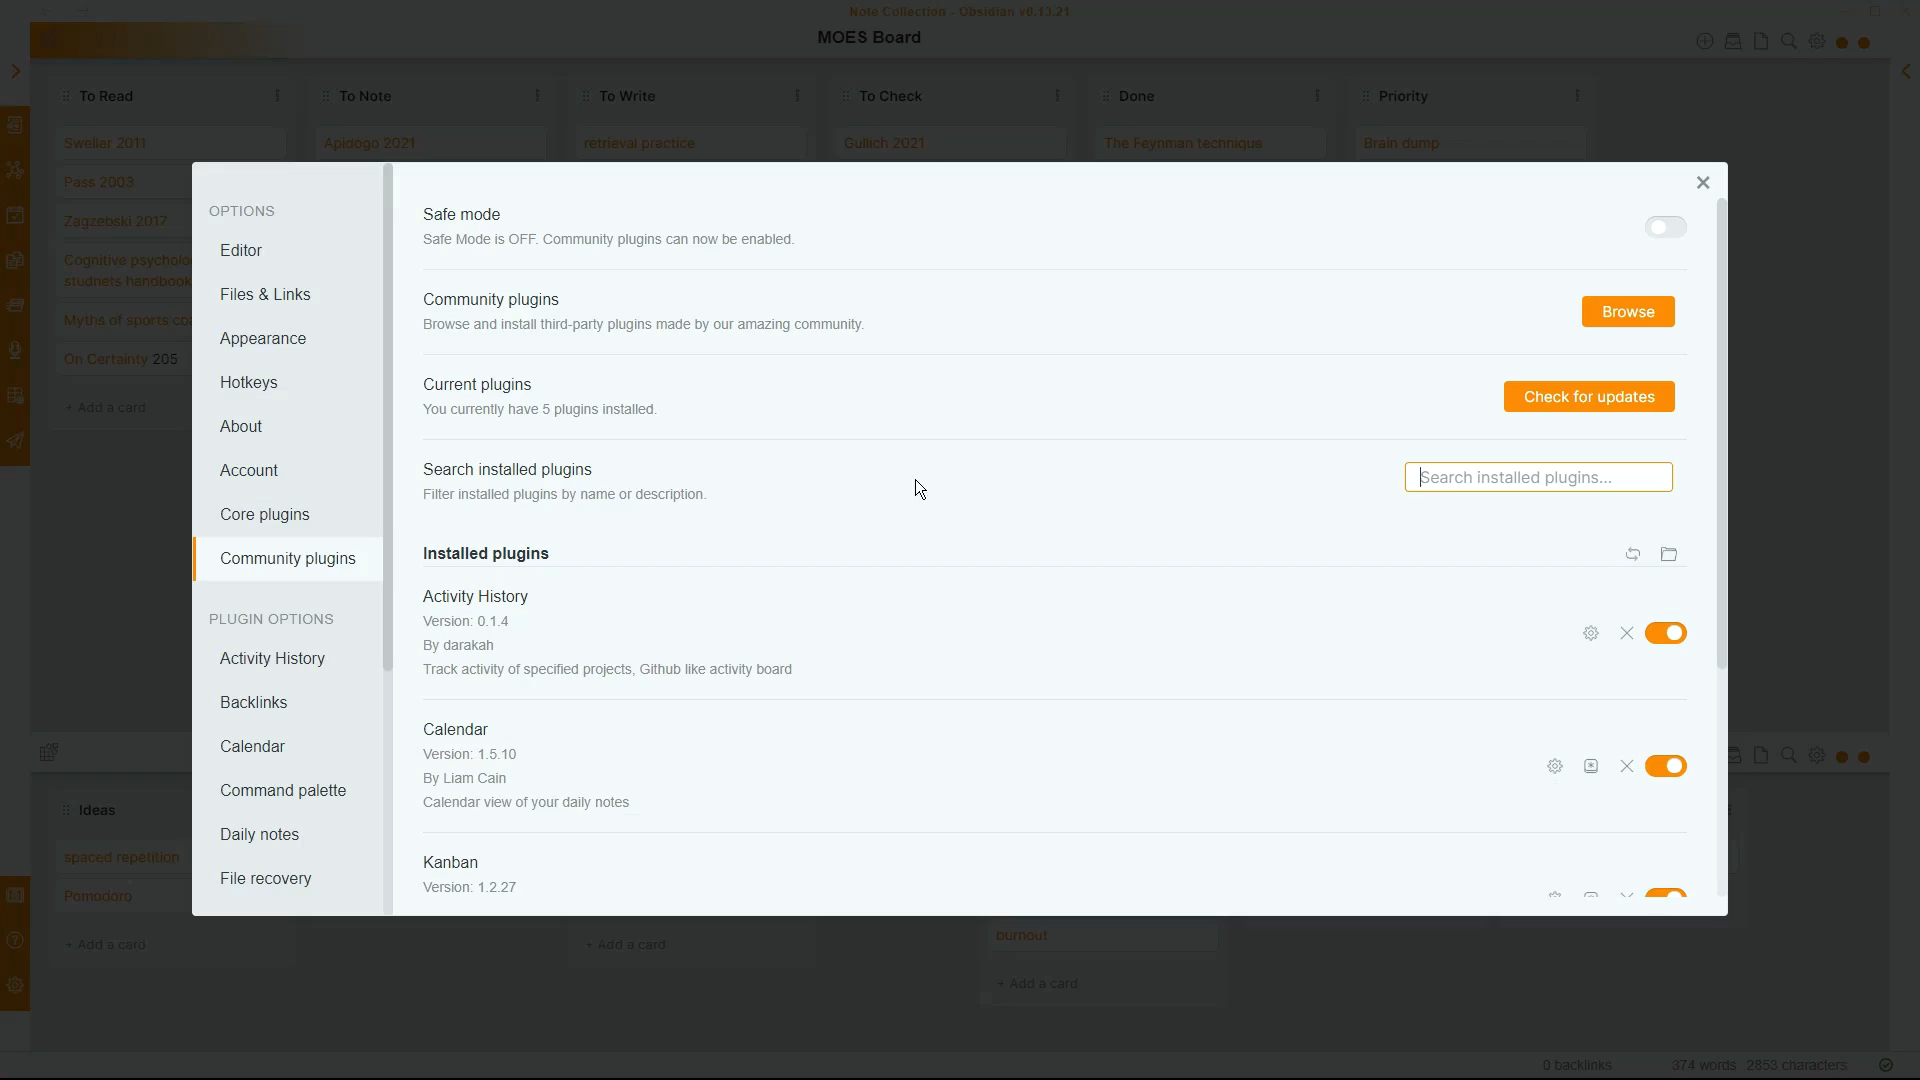 Note Collection - Obsidian v0.13.21
MOES Board
To Read
To Note
To Write
To Check
Done
Priority
Swellar 2011
Apidogo 2021
retrieval practice
Gullich 2021
The Feynman technique
Brain dump
Pass 2003
Zagzebski 2017
Cognitive psycholo
studnets handbook
Myths of sports coa
On Certainty 205
+ Add a card
OPTIONS
Editor
Files & Links
Appearance
Hotkeys
About
Account
Core plugins
Community plugins
PLUGIN OPTIONS
Activity History
Backlinks
Calendar
Command palette
Daily notes
File recovery
Safe mode
Safe Mode is OFF. Community plugins can now be enabled.
Community plugins
Browse and install third-party plugins made by our amazing community.
Browse
Current plugins
You currently have 5 plugins installed.
Check for updates
Search installed plugins
Filter installed plugins by name or description.
Search installed plugins...
Installed plugins
Activity History
Version: 0.1.4
By darakah
Track activity of specified projects, Github like activity board
Calendar
Version: 1.5.10
By Liam Cain
Calendar view of your daily notes
Kanban
Version: 1.2.27
Ideas
spaced repetition
Pomodoro
+ Add a card
+ Add a card
burnout
+ Add a card
0 backlinks
374 words 2853 characters